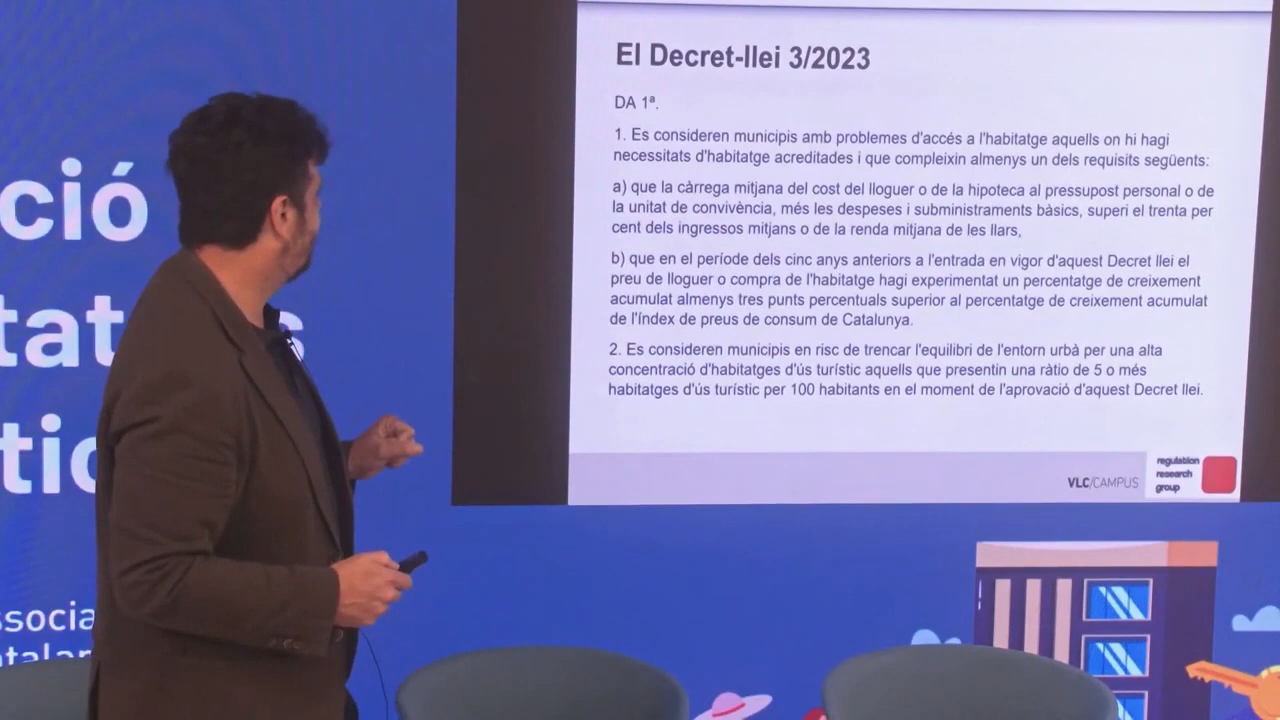 El Decret-llei 3/2023
DA 1ª.
1. Es consideren municipis amb problemes d'accés a l'habitatge aquells on hi hagi
necessitats d'habitatge acreditades i que compleixin almenys un dels requisits següents:
a) que la càrrega mitjana del cost del lloguer o de la hipoteca al pressupost personal o de
la unitat de convivència, més les despeses i subministraments bàsics, superi el trenta per
cent dels ingressos mitjans o de la renda mitjana de les llars,
b) que en el període dels cinc anys anteriors a l'entrada en vigor d'aquest Decret llei el
preu de lloguer o compra de l'habitatge hagi experimentat un percentatge de creixement
acumulat almenys tres punts percentuals superior al percentatge de creixement acumulat
de l'índex de preus de consum de Catalunya.
2. Es consideren municipis en risc de trencar l'equilibri de l'entorn urbà per una alta
concentració d'habitatges d'ús turístic aquells que presentin una ràtio de 5 o més
habitatges d'ús turístic per 100 habitants en el moment de l'aprovació d'aquest Decret llei.
VLC/CAMPUS
regulation
research
group
ció
tat
s
tic
ssocia